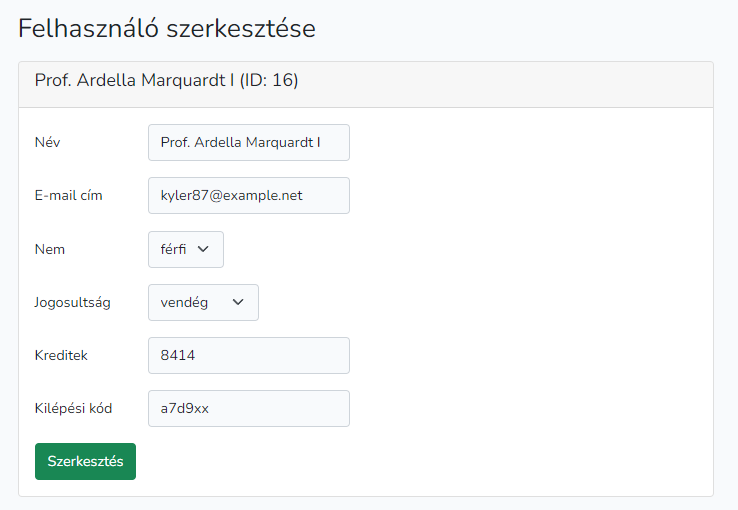 Felhasználó szerkesztése
Prof. Ardella Marquardt I (ID: 16)
Név Prof. Ardella Marquardt I
E-mail cím kyler87@example.net
Nem férfi
Jogosultság vendég
Kreditek 8414
Kilépési kód a7d9xx
Szerkesztés